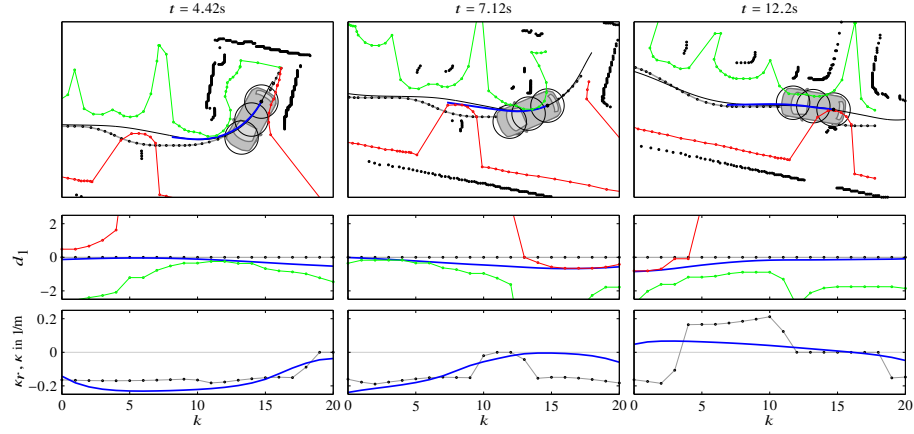 t = 4.42s
t = 7.12s
t = 12.2s
d1
2
0
−2
κr , κ in 1/m
0.2
0
−0.2
0 5 10 15 20
0 5 10 15 20
0 5 10 15 20
k
k
k